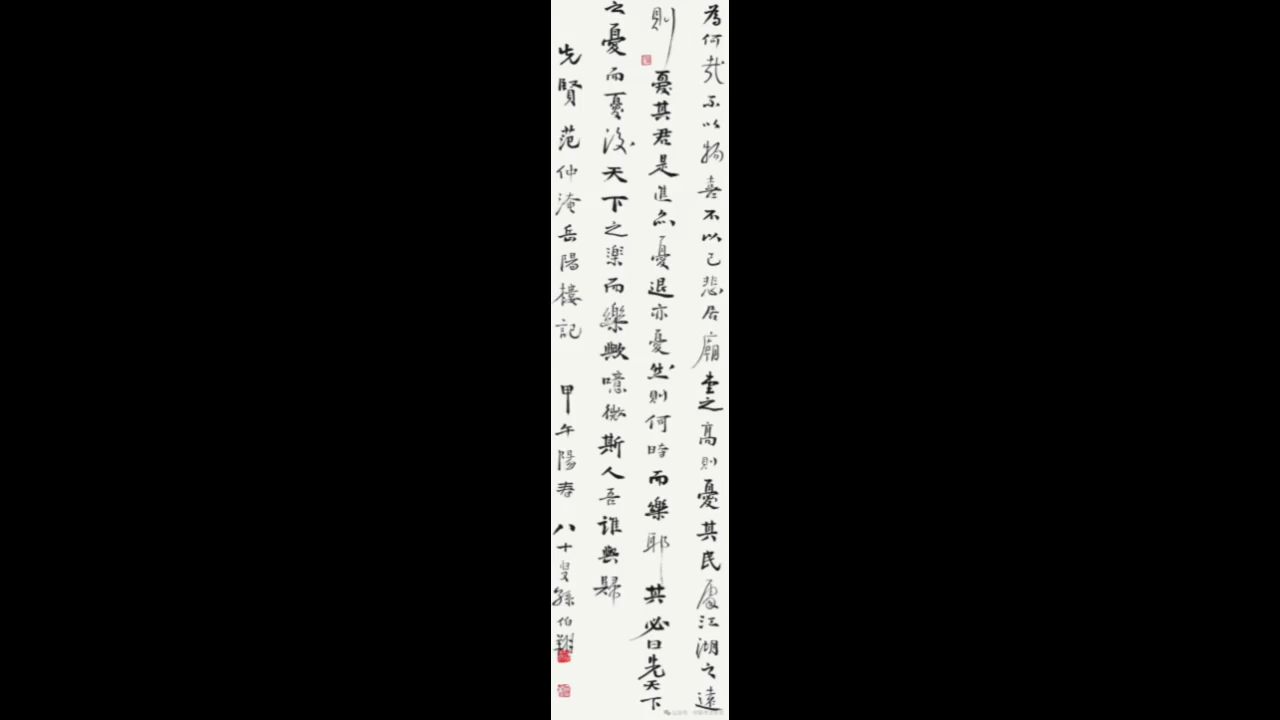 為何哉不以物喜不以己悲居廟堂之高則憂其民處江湖之遠
則憂其君是進亦憂退亦憂然則何時而樂耶其必曰先天下
之憂而憂後天下之楽而樂歟噫微斯人吾誰與歸
先賢范仲淹岳陽樓記 甲午陽春 八十叟孫伯翔